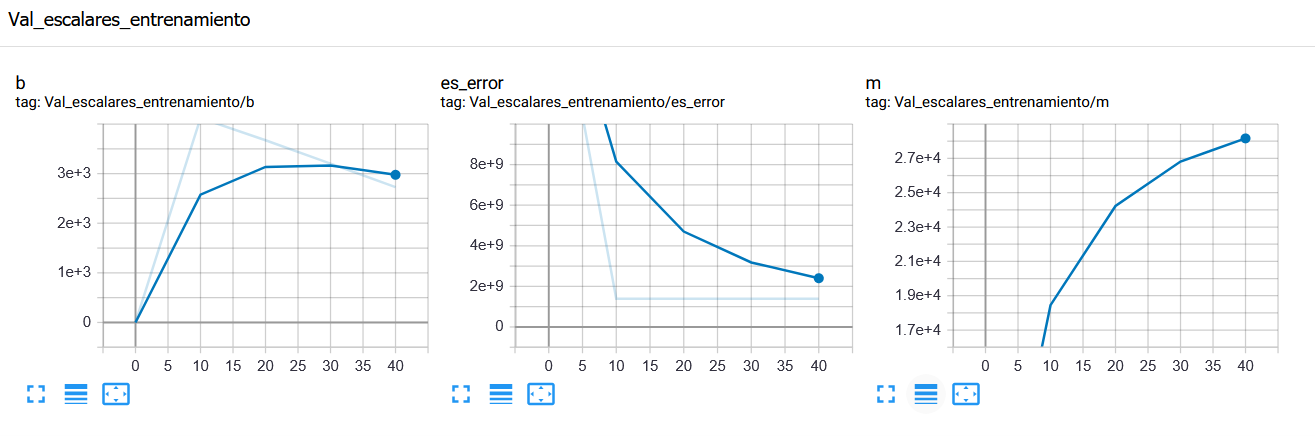 Val_escalares_entrenamiento
b
tag: Val_escalares_entrenamiento/b
3e+3
2e+3
1e+3
0
0 5 10 15 20 25 30 35 40
es_error
tag: Val_escalares_entrenamiento/es_error
8e+9
6e+9
4e+9
2e+9
0
0 5 10 15 20 25 30 35 40
m
tag: Val_escalares_entrenamiento/m
2.7e+4
2.5e+4
2.3e+4
2.1e+4
1.9e+4
1.7e+4
0 5 10 15 20 25 30 35 40